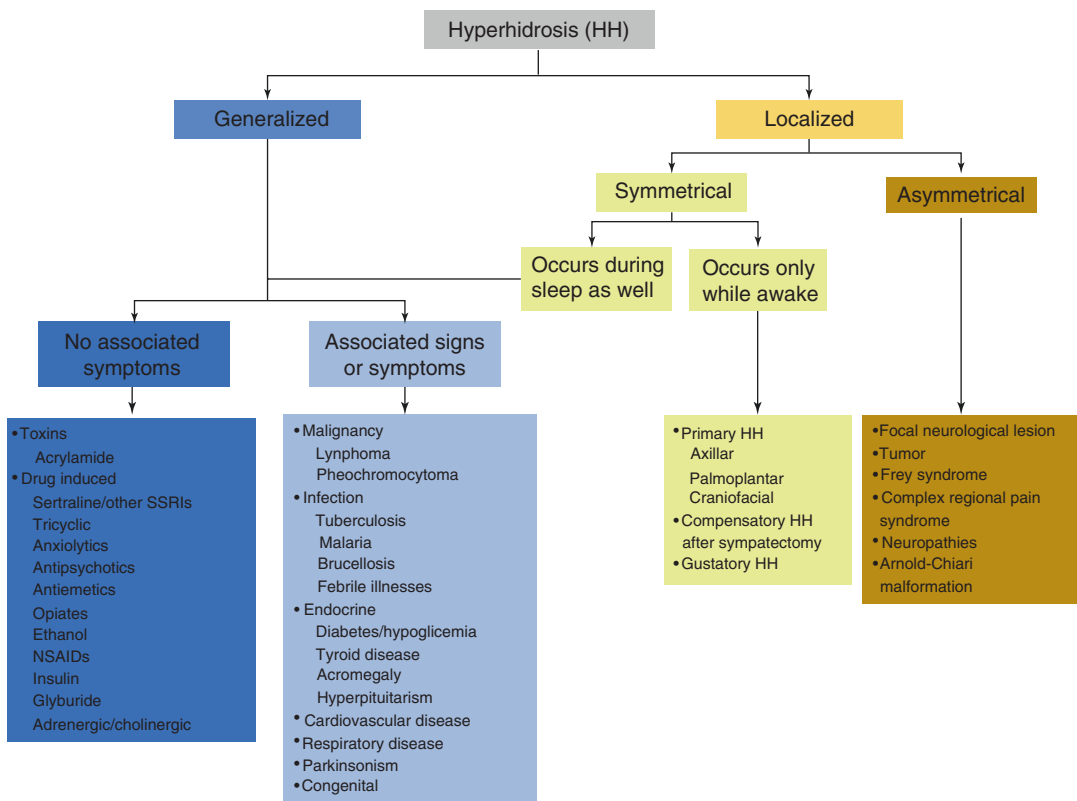 Hyperhidrosis (HH)
Generalized
Localized
Symmetrical
Asymmetrical
Occurs during
sleep as well
Occurs only
while awake
No associated
symptoms
Associated signs
or symptoms
•Toxins
Acrylamide
•Drug induced
Sertraline/other SSRIs
Tricyclic
Anxiolytics
Antipsychotics
Antiemetics
Opiates
Ethanol
NSAIDs
Insulin
Glyburide
Adrenergic/cholinergic
•Malignancy
Lynphoma
Pheochromocytoma
•Infection
Tuberculosis
Malaria
Brucellosis
Febrile illnesses
•Endocrine
Diabetes/hypoglicemia
Tyroid disease
Acromegaly
Hyperpituitarism
•Cardiovascular disease
•Respiratory disease
•Parkinsonism
•Congenital
•Primary HH
Axillar
Palmoplantar
Craniofacial
•Compensatory HH
after sympatectomy
•Gustatory HH
•Focal neurological lesion
•Tumor
•Frey syndrome
•Complex regional pain
syndrome
•Neuropathies
•Arnold-Chiari
malformation